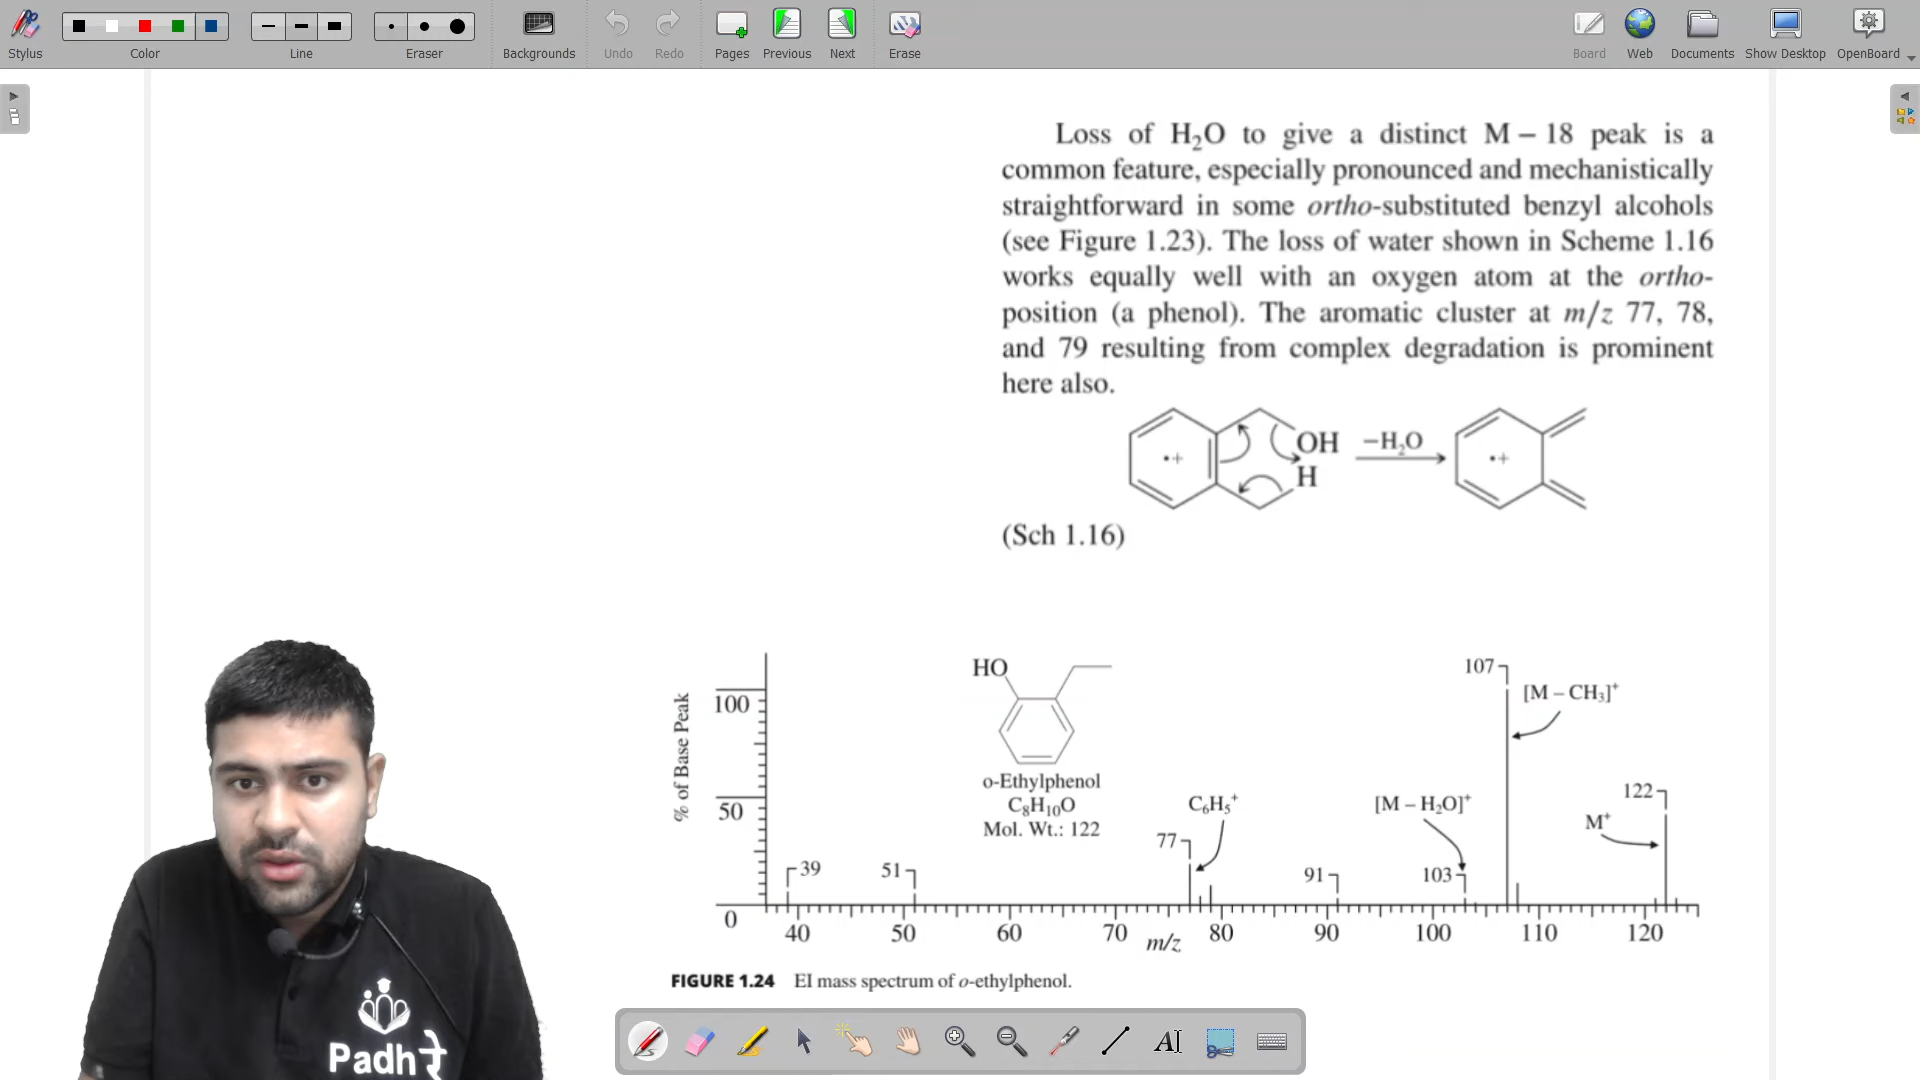 Stylus
Color
Line
Eraser
Backgrounds
Undo
Redo
Pages
Previous
Next
Erase
Board
Web
Documents
Show Desktop
OpenBoard
Loss of H₂O to give a distinct M – 18 peak is a
common feature, especially pronounced and mechanistically
straightforward in some ortho-substituted benzyl alcohols
(see Figure 1.23). The loss of water shown in Scheme 1.16
works equally well with an oxygen atom at the ortho-
position (a phenol). The aromatic cluster at m/z 77, 78,
and 79 resulting from complex degradation is prominent
here also.
•+
OH
H
–H₂O
•+
(Sch 1.16)
% of Base Peak
100
50
0
HO
o-Ethylphenol
C₈H₁₀O
Mol. Wt.: 122
39
51
77
C₆H₅⁺
91
[M – H₂O]⁺
103
107
[M – CH₃]⁺
122
M⁺
40 50 60 70 80 90 100 110 120
m/z
FIGURE 1.24 EI mass spectrum of o-ethylphenol.
Padhरे